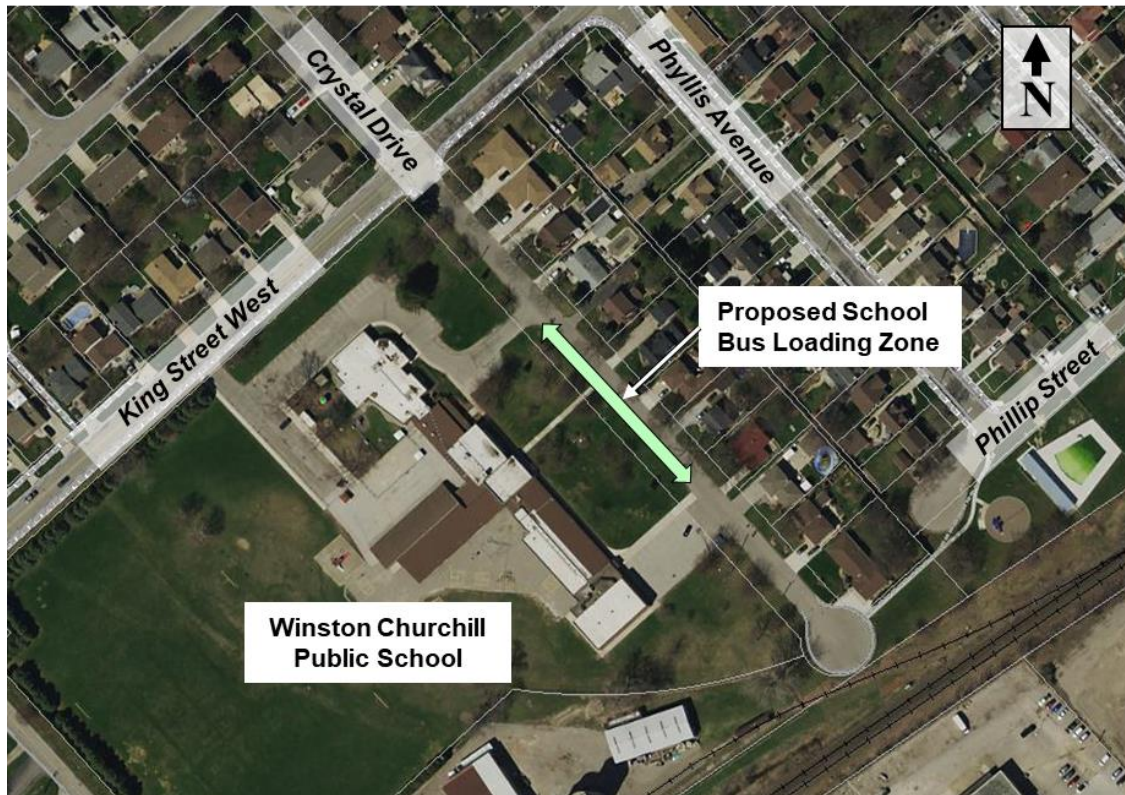 Crystal Drive
Phyllis Avenue
N
Proposed School
Bus Loading Zone
King Street West
Phillip Street
Winston Churchill
Public School